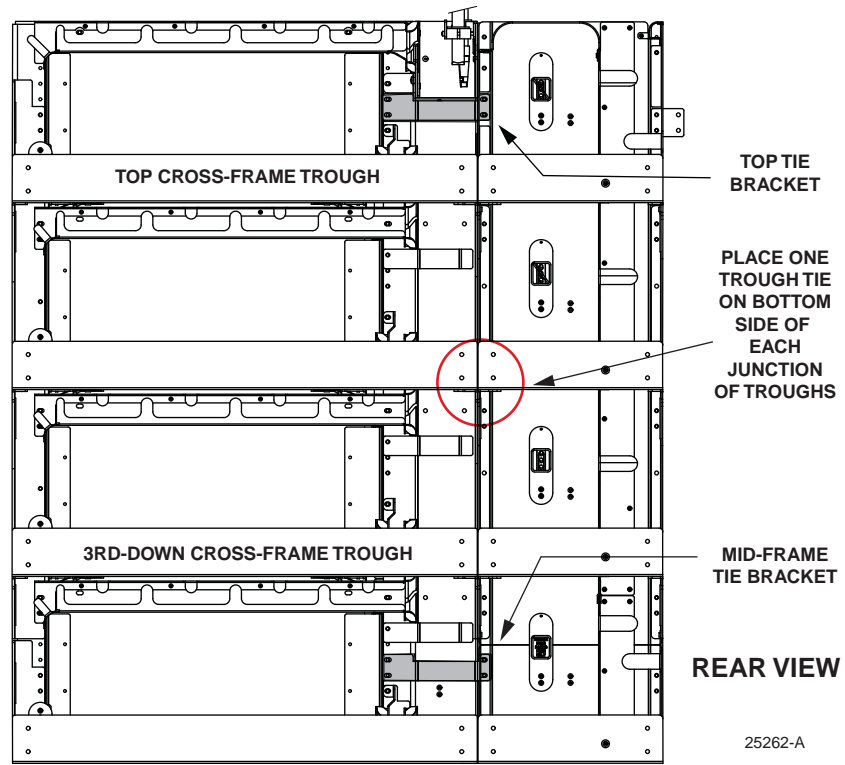 TOP CROSS-FRAME TROUGH
TOP TIE
BRACKET
PLACE ONE
TROUGH TIE
ON BOTTOM
SIDE OF
EACH
JUNCTION
OF TROUGHS
3RD-DOWN CROSS-FRAME TROUGH
MID-FRAME
TIE BRACKET
REAR VIEW
25262-A